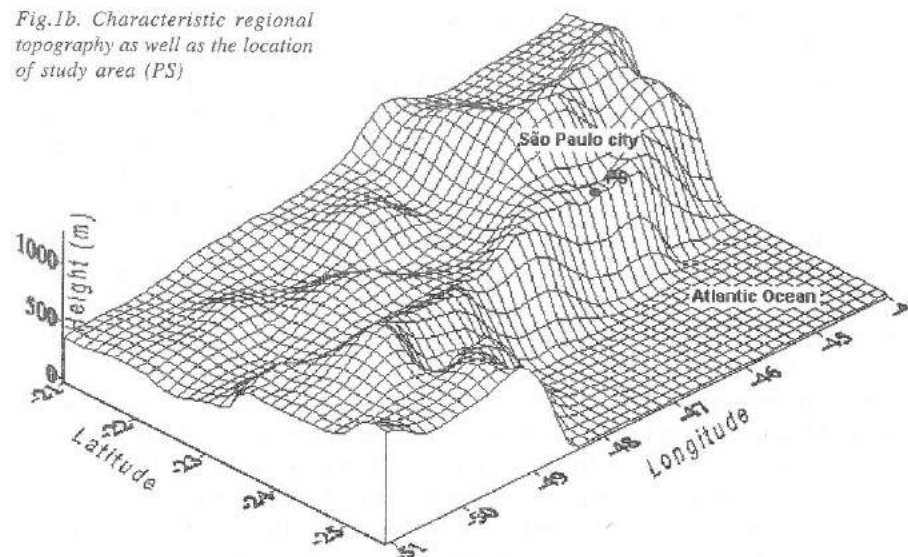 Fig.1b. Characteristic regional
topography as well as the location
of study area (PS)
São Paulo city
PS
Atlantic Ocean
1000
500
0
Height (m)
-21
-22
-23
-24
-25
Latitude
-51
-50
-49
-48
-47
-46
-45
Longitude